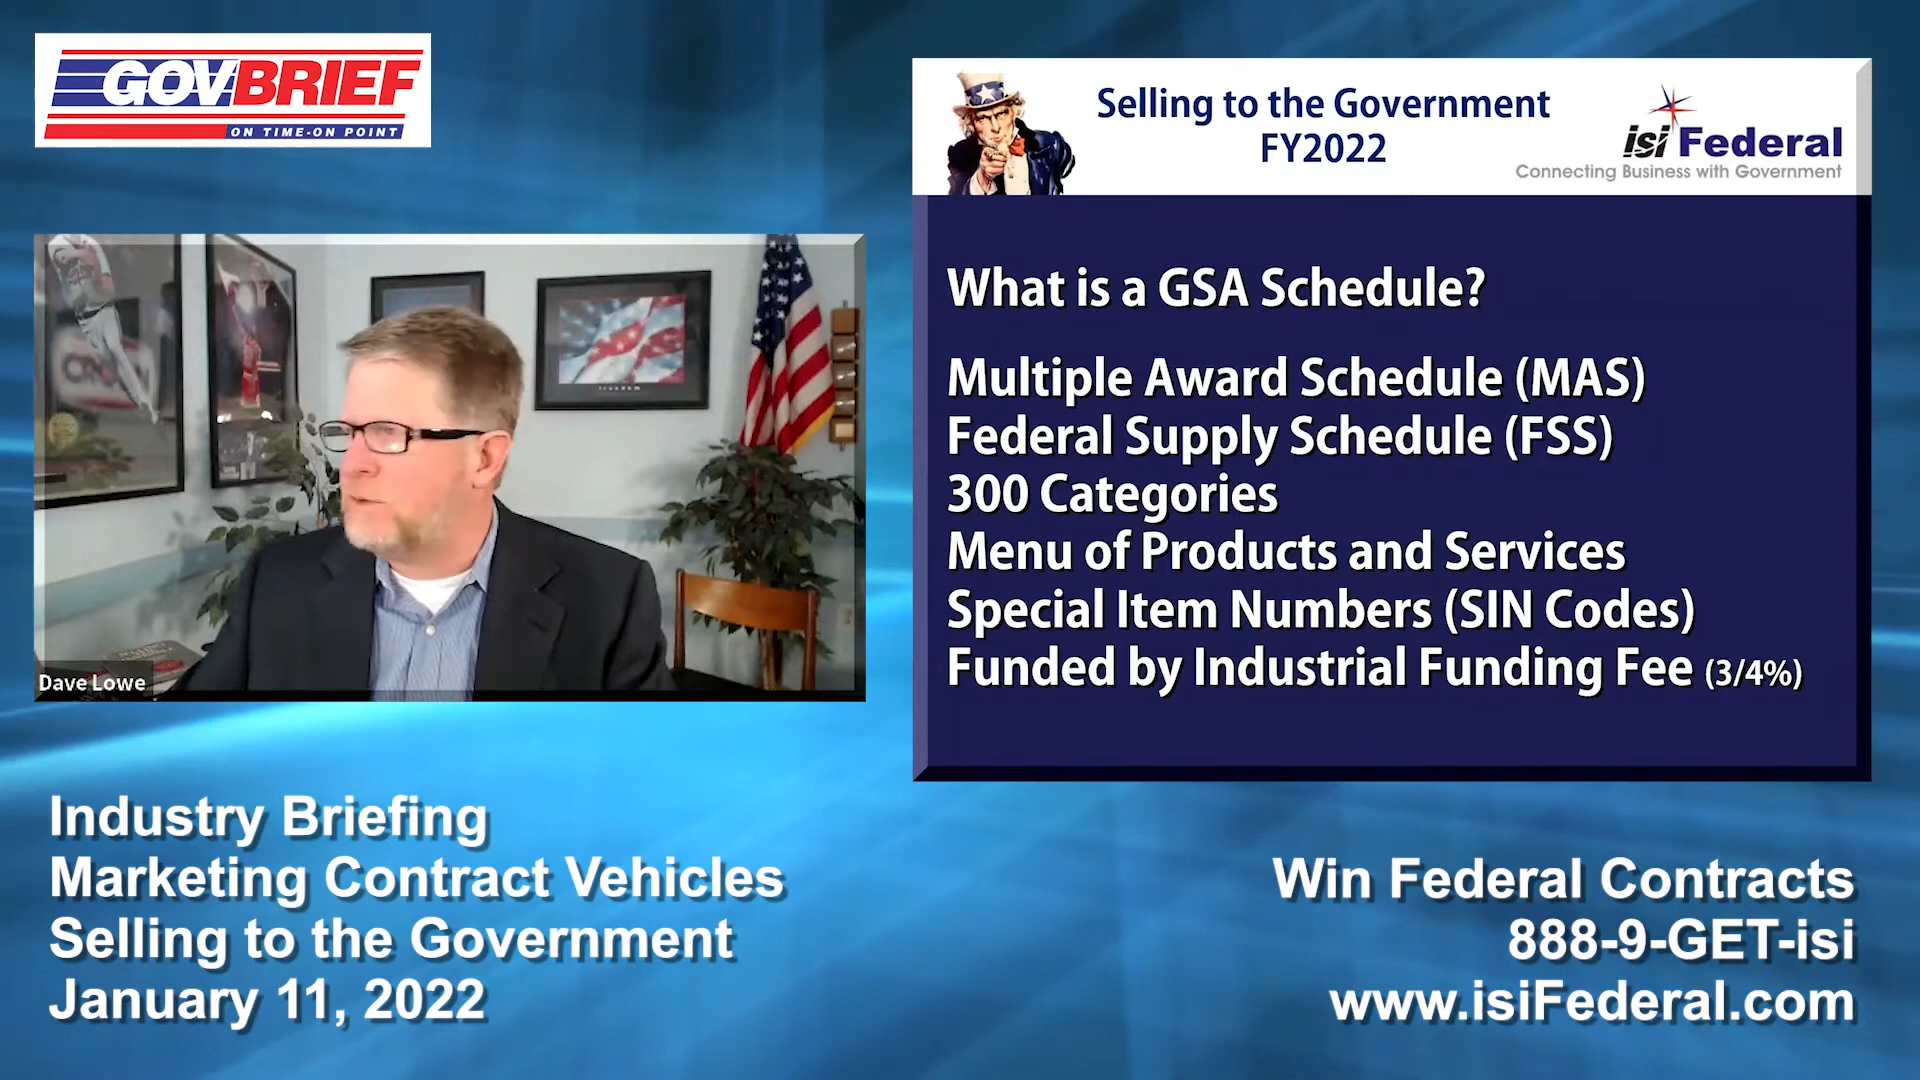 GOVBRIEF
ON TIME-ON POINT
Selling to the Government
FY2022
isi Federal
Connecting Business with Government
What is a GSA Schedule?
Multiple Award Schedule (MAS)
Federal Supply Schedule (FSS)
300 Categories
Menu of Products and Services
Special Item Numbers (SIN Codes)
Funded by Industrial Funding Fee (3/4%)
freedom
Dave Lowe
Industry Briefing
Marketing Contract Vehicles
Selling to the Government
January 11, 2022
Win Federal Contracts
888-9-GET-isi
www.isiFederal.com